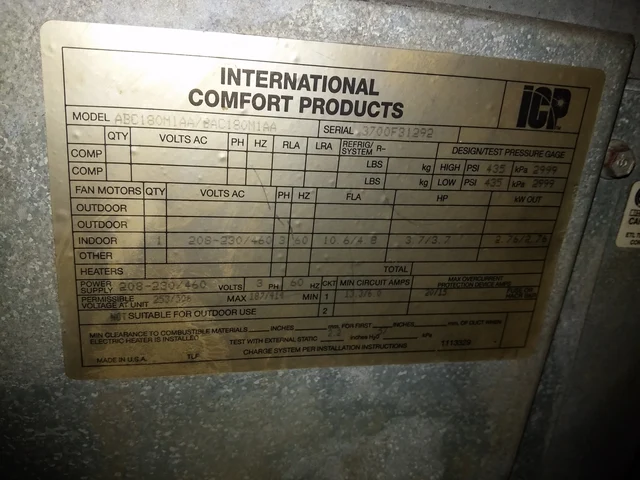 INTERNATIONAL
COMFORT PRODUCTS
ICP
MODEL ABC180N1AA/BAC180N1AA SERIAL 3700F31292
QTY VOLTS AC PH HZ RLA LRA REFRIG/SYSTEM R- DESIGN/TEST PRESSURE GAGE
COMP LBS kg HIGH PSI 435 kPa 2999
COMP LBS kg LOW PSI 435 kPa 2999
FAN MOTORS QTY VOLTS AC PH HZ FLA HP kW OUT
OUTDOOR
OUTDOOR
INDOOR 1 208-230/460 3 60 10.6/4.8 3.7/3.7 2.76/2.76
OTHER
HEATERS TOTAL
POWER SUPPLY 208-230/460 VOLTS 3 PH 60 HZ CKT MIN CIRCUIT AMPS MAX OVERCURRENT PROTECTION DEVICE AMPS
PERMISSIBLE VOLTAGE AT UNIT 253/506 MAX 187/414 MIN 1 13.3/6.0 20/15
NOT SUITABLE FOR OUTDOOR USE 2
MIN CLEARANCE TO COMBUSTIBLE MATERIALS INCHES FOR FIRST INCHES MM. OF DUCT WHEN
ELECTRIC HEATER IS INSTALLED TEST WITH EXTERNAL STATIC inches H₂O kPa
MADE IN U.S.A. 1LP CHARGE SYSTEM PER INSTALLATION INSTRUCTIONS